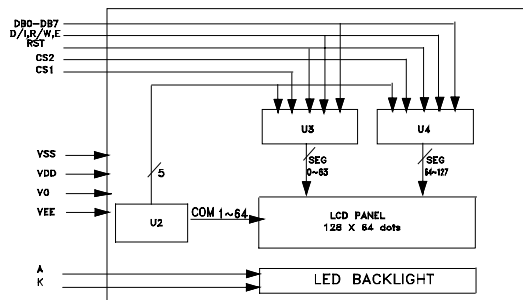 DB0-DB7
D/I,R/W,E
RST
CS2
CS1
U3
U4
VSS
VDD
V0
VEE
5
SEG
0~63
SEG
64~127
U2
COM 1~64
LCD PANEL
128 X 64 dots
A
K
LED BACKLIGHT